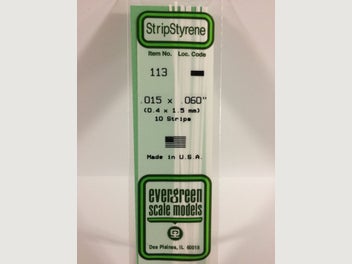 StripStyrene
Item No. Loc. Code
113
.015 x .060"
(0.4 x 1.5 mm)
10 Strips
Made in U.S.A.
evergreen
scale models
Des Plaines, IL 60018